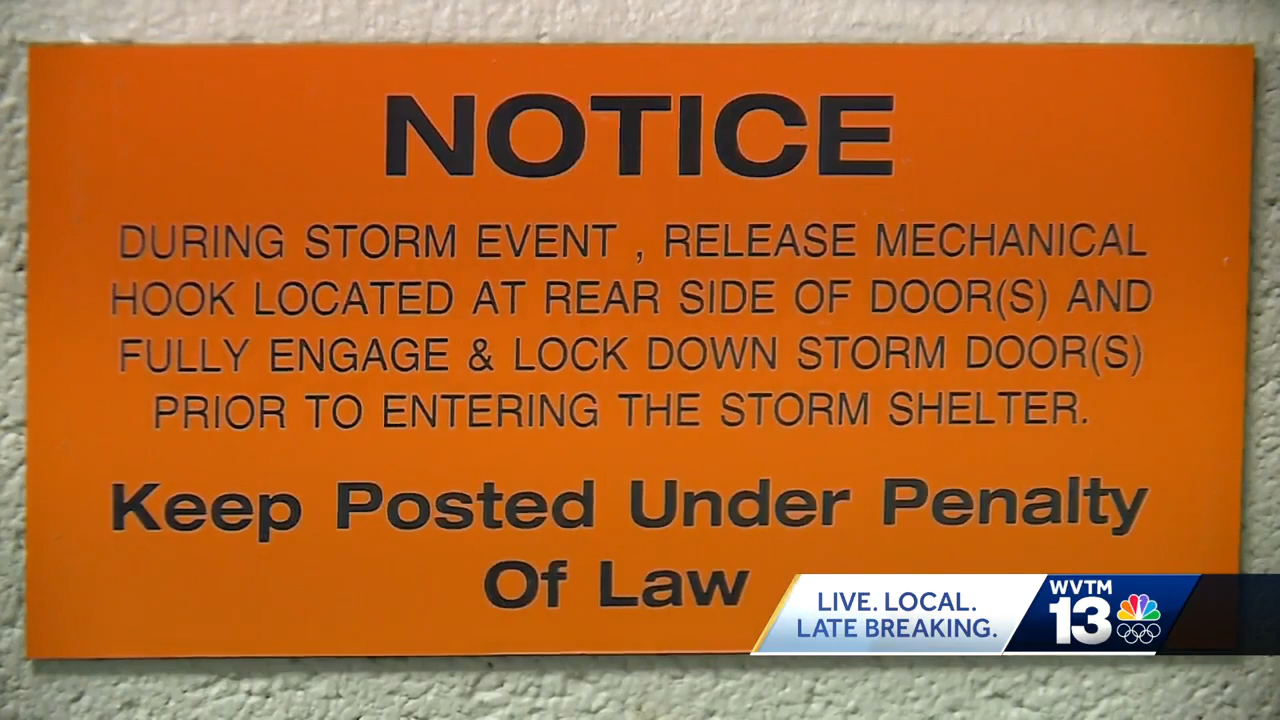 NOTICE
DURING STORM EVENT , RELEASE MECHANICAL
HOOK LOCATED AT REAR SIDE OF DOOR(S) AND
FULLY ENGAGE & LOCK DOWN STORM DOOR(S)
PRIOR TO ENTERING THE STORM SHELTER.
Keep Posted Under Penalty
Of Law
LIVE. LOCAL.
LATE BREAKING.
WVTM
13